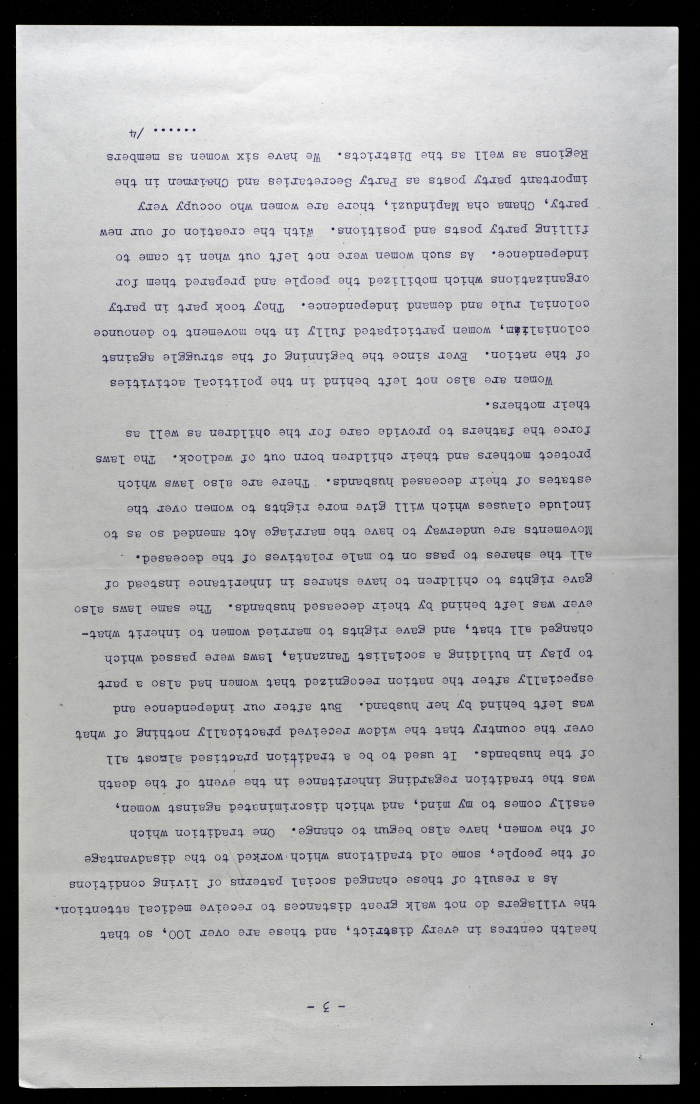 - 3 -
health centres in every district, and these are over 100, so that
the villagers do not walk great distances to receive medical attention.
As a result of these changed social paterns of living conditions
of the people, some old traditions which worked to the disadvantage
of the women, have also begun to change. One tradition which
easily comes to my mind, and which discriminated against women,
was the tradition regarding inheritance in the event of the death
of the husbands. It used to be a tradition practised almost all
over the country that the widow received practically nothing of what
was left behind by her husband. But after our independence and
especially after the nation recognized that women had also a part
to play in building a socialist Tanzania, laws were passed which
changed all that, and gave rights to married women to inherit what-
ever was left behind by their deceased husbands. The same laws also
gave rights to children to have shares in inheritance instead of
all the shares to pass on to male relatives of the deceased.
Movements are underway to have the marriage Act amended so as to
include clauses which will give more rights to women over the
estates of their deceased husbands. There are also laws which
protect mothers and their children born out of wedlock. The laws
force the fathers to provide care for the children as well as
their mothers.
Women are also not left behind in the political activities
of the nation. Ever since the beginning of the struggle against
colonialism, women participated fully in the movement to denounce
colonial rule and demand independence. They took part in party
organizations which mobilized the people and prepared them for
independence. As such women were not left out when it came to
filling party posts and positions. With the creation of our new
party, Chama cha Mapinduzi, there are women who occupy very
important party posts as Party Secretaries and Chairmen in the
Regions as well as the Districts. We have six women as members
...... /4